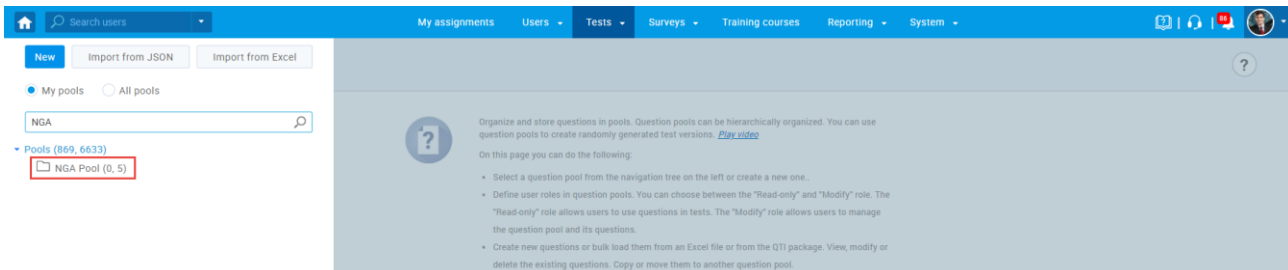 Search users
My assignments
Users
Tests
Surveys
Training courses
Reporting
System
86
New
Import from JSON
Import from Excel
My pools
All pools
NGA
Pools (869, 6633)
NGA Pool (0, 5)
?
?
Organize and store questions in pools. Question pools can be hierarchically organized. You can use
question pools to create randomly generated test versions. Play video
On this page you can do the following:
• Select a question pool from the navigation tree on the left or create a new one..
• Define user roles in question pools. You can choose between the "Read-only" and "Modify" role. The
"Read-only" role allows users to use questions in tests. The "Modify" role allows users to manage
the question pool and its questions.
• Create new questions or bulk load them from an Excel file or from the QTI package. View, modify or
delete the existing questions. Copy or move them to another question pool.